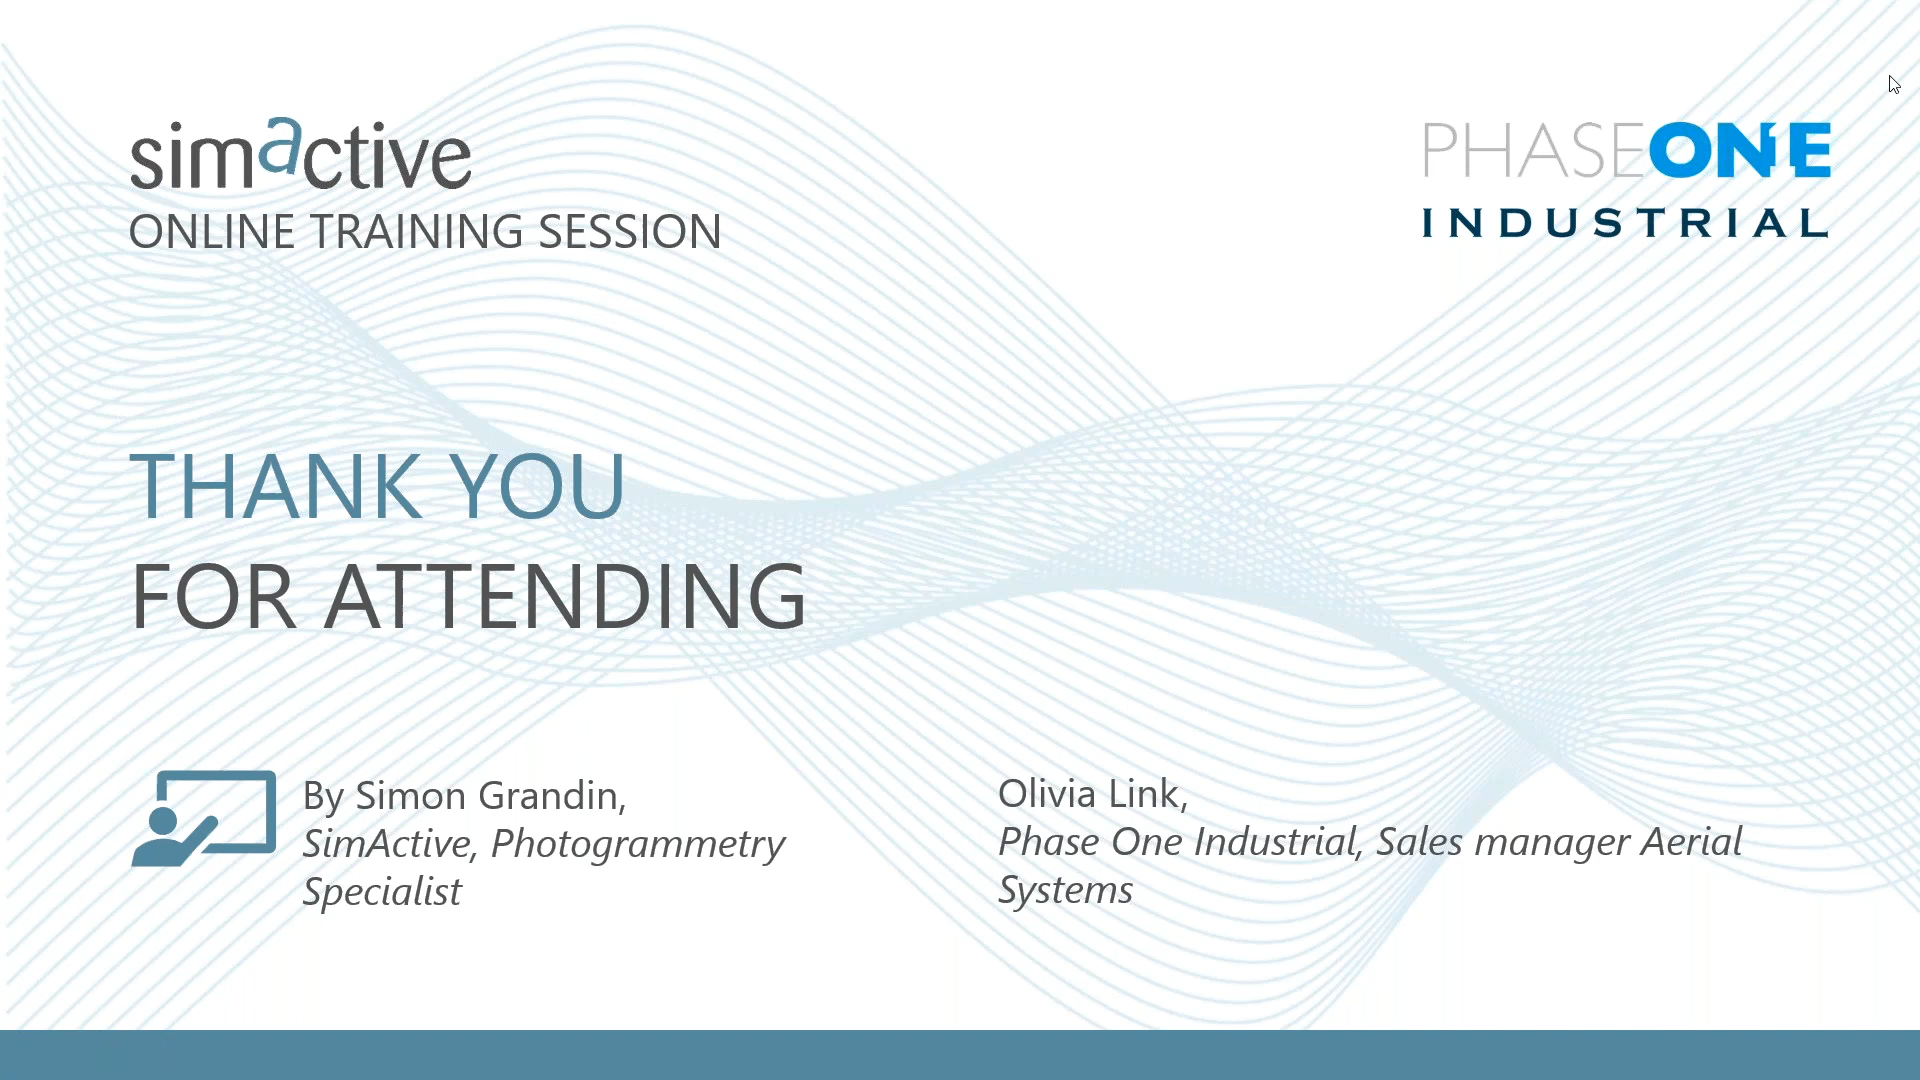 simactive
ONLINE TRAINING SESSION
PHASEONE
INDUSTRIAL
THANK YOU
FOR ATTENDING
By Simon Grandin,
SimActive, Photogrammetry
Specialist
Olivia Link,
Phase One Industrial, Sales manager Aerial
Systems